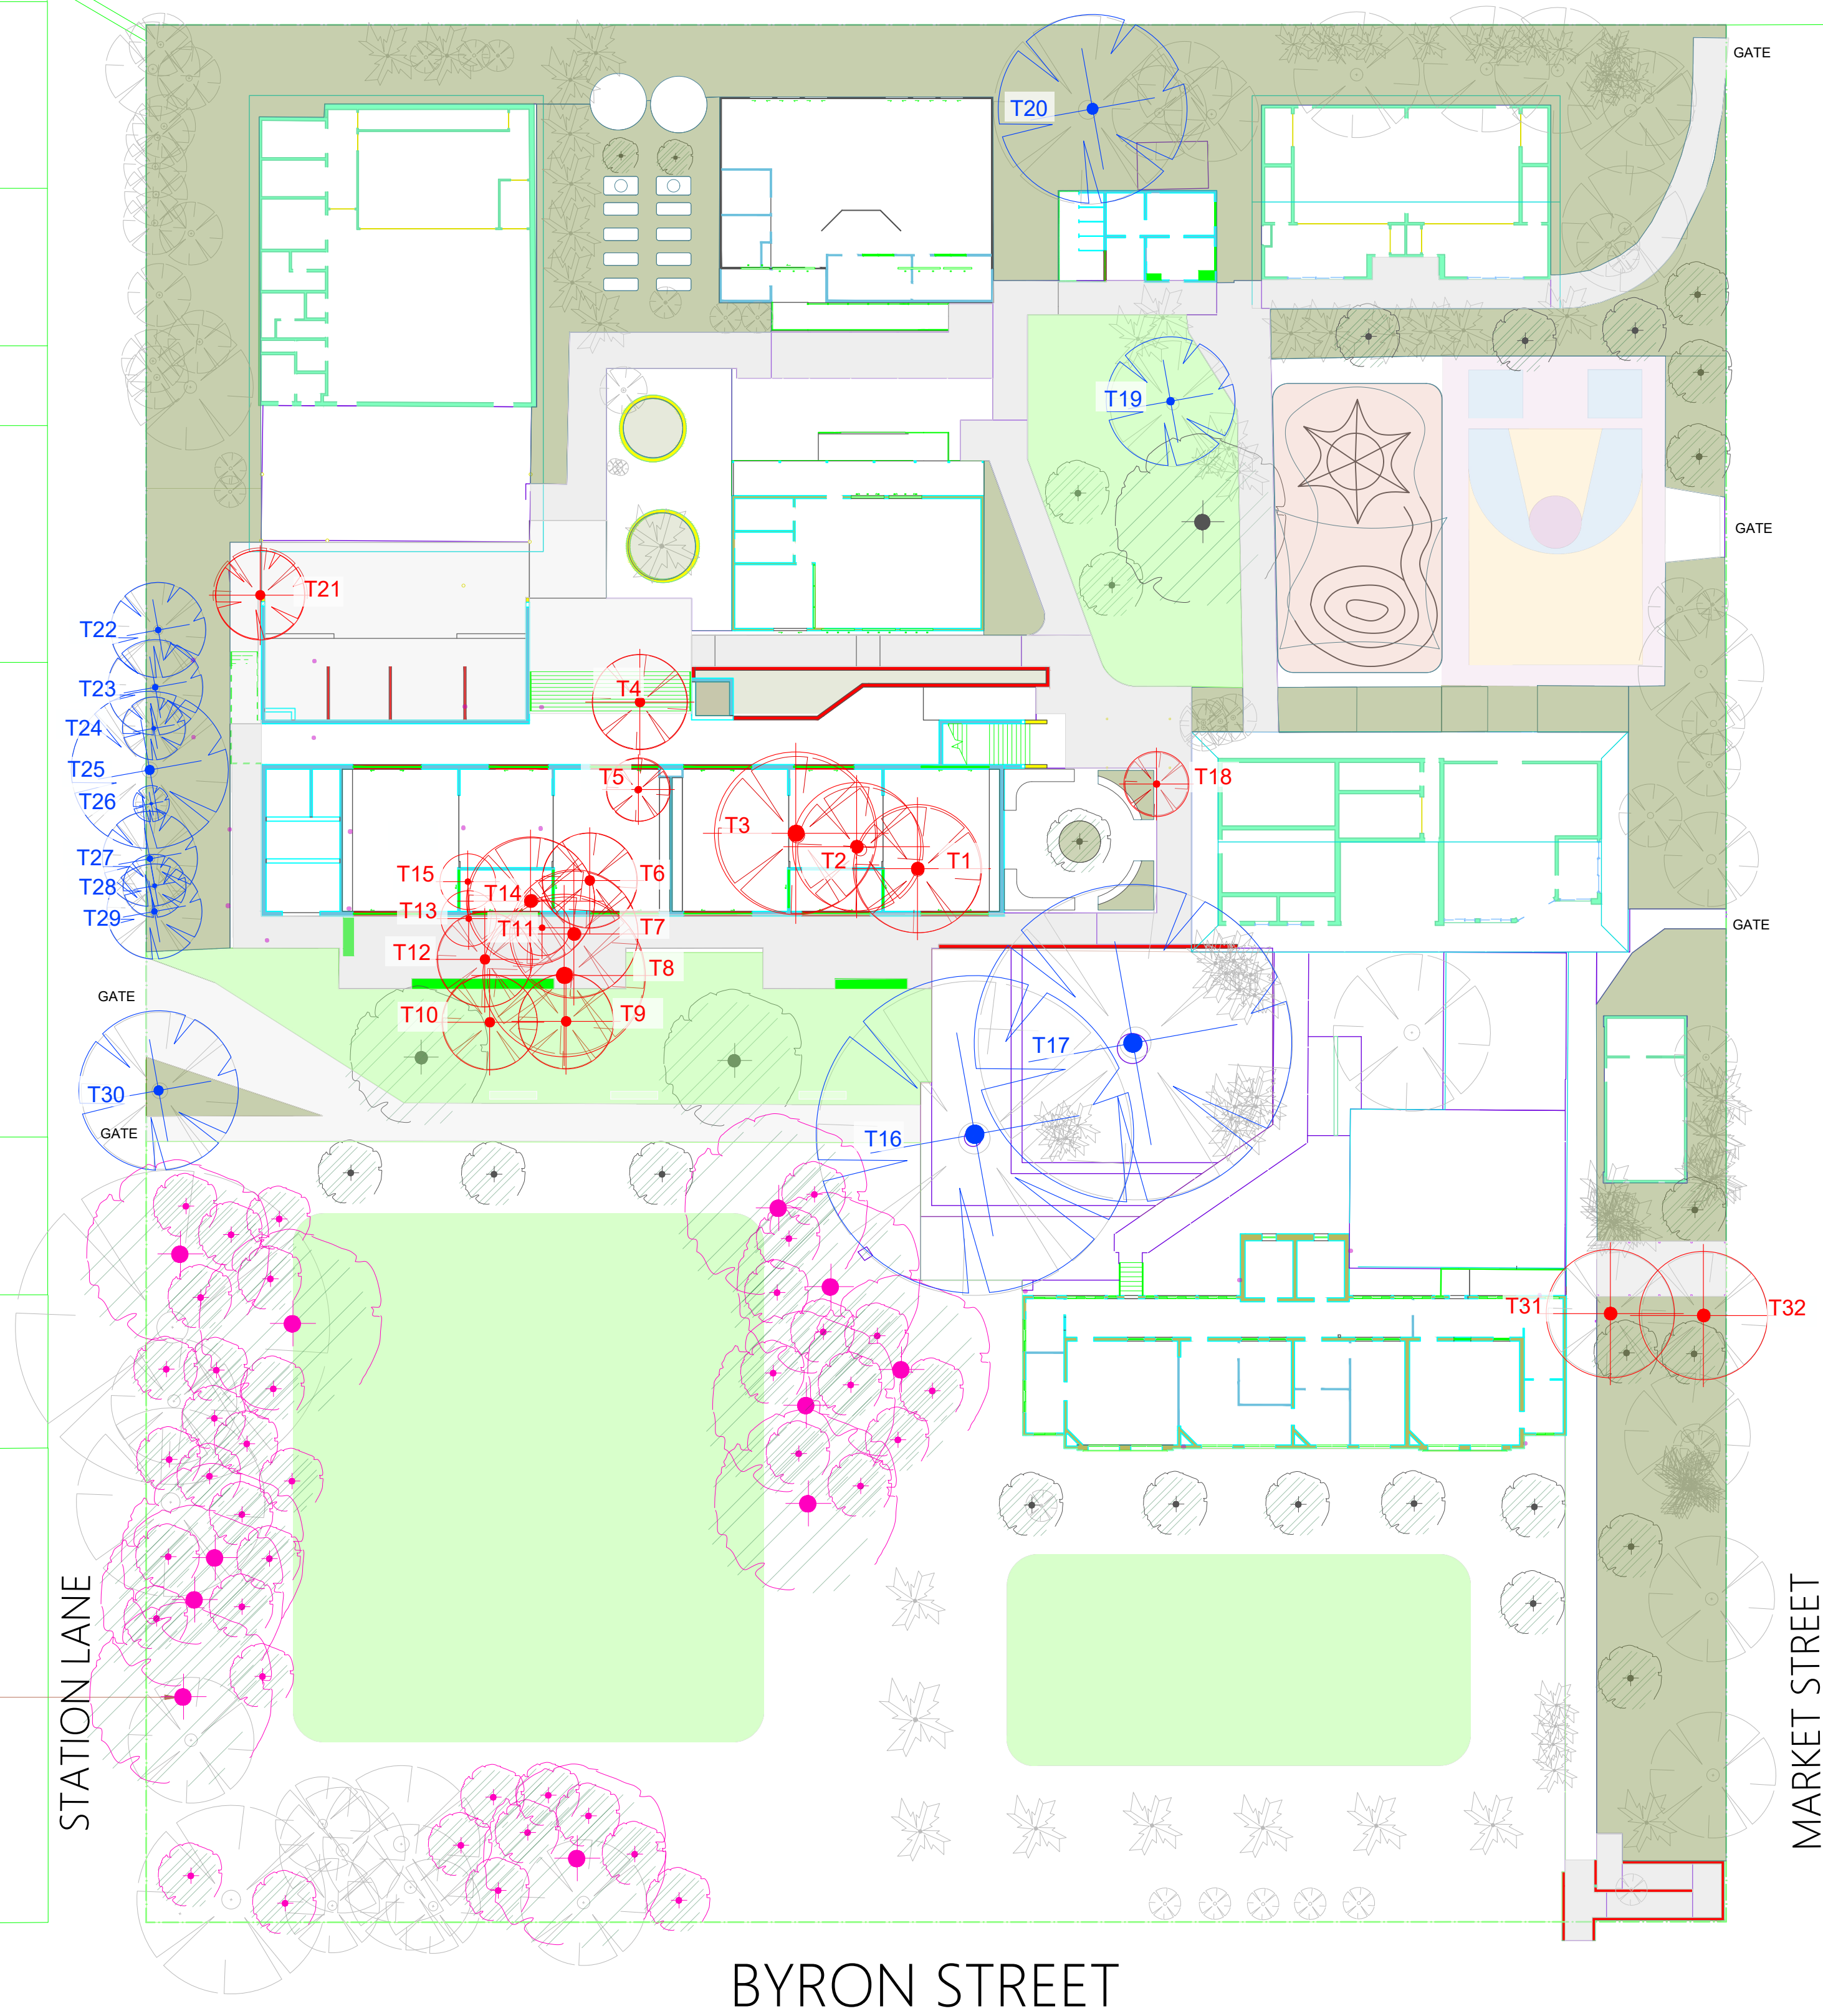 GATE
T20
T19
GATE
T21
T22
T23
T4
T24
T25
T5
T18
T26
T3
T2
T1
T27
T15
T6
T28
T14
T13
T29
T11
T7
T12
T8
GATE
T10
T9
GATE
T17
T30
GATE
T16
T31
T32
STATION LANE
MARKET STREET
BYRON STREET